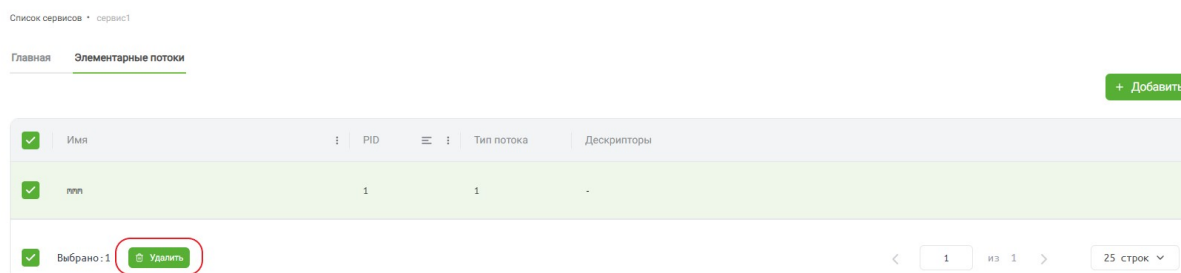 Список сервисов • сервис1
Главная Элементарные потоки
+ Добавить
Имя PID Тип потока Дескрипторы
1 1 -
Выбрано: 1 Удалить 1 из 1 25 строк